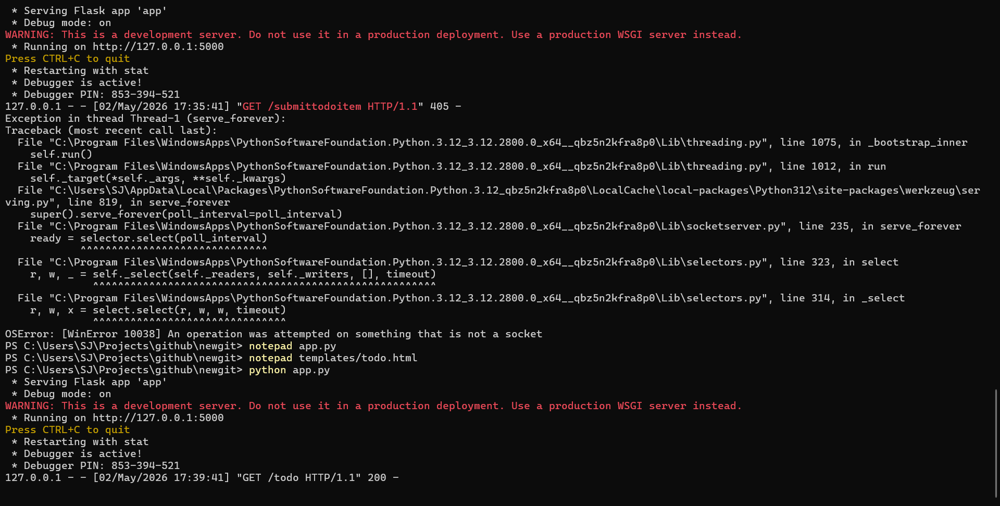 * Serving Flask app 'app'
 * Debug mode: on
WARNING: This is a development server. Do not use it in a production deployment. Use a production WSGI server instead.
 * Running on http://127.0.0.1:5000
Press CTRL+C to quit
 * Restarting with stat
 * Debugger is active!
 * Debugger PIN: 853-394-521
127.0.0.1 - - [02/May/2026 17:35:41] "GET /submittodoitem HTTP/1.1" 405 -
Exception in thread Thread-1 (serve_forever):
Traceback (most recent call last):
  File "C:\Program Files\WindowsApps\PythonSoftwareFoundation.Python.3.12_3.12.2800.0_x64__qbz5n2kfra8p0\Lib\threading.py", line 1075, in _bootstrap_inner
    self.run()
  File "C:\Program Files\WindowsApps\PythonSoftwareFoundation.Python.3.12_3.12.2800.0_x64__qbz5n2kfra8p0\Lib\threading.py", line 1012, in run
    self._target(*self._args, **self._kwargs)
  File "C:\Users\SJ\AppData\Local\Packages\PythonSoftwareFoundation.Python.3.12_qbz5n2kfra8p0\LocalCache\local-packages\Python312\site-packages\werkzeug\ser
ving.py", line 819, in serve_forever
    super().serve_forever(poll_interval=poll_interval)
  File "C:\Program Files\WindowsApps\PythonSoftwareFoundation.Python.3.12_3.12.2800.0_x64__qbz5n2kfra8p0\Lib\socketserver.py", line 235, in serve_forever
    ready = selector.select(poll_interval)
            ^^^^^^^^^^^^^^^^^^^^^^^^^^^^^^
  File "C:\Program Files\WindowsApps\PythonSoftwareFoundation.Python.3.12_3.12.2800.0_x64__qbz5n2kfra8p0\Lib\selectors.py", line 323, in select
    r, w, _ = self._select(self._readers, self._writers, [], timeout)
              ^^^^^^^^^^^^^^^^^^^^^^^^^^^^^^^^^^^^^^^^^^^^^^^^^^^^^^^
  File "C:\Program Files\WindowsApps\PythonSoftwareFoundation.Python.3.12_3.12.2800.0_x64__qbz5n2kfra8p0\Lib\selectors.py", line 314, in _select
    r, w, x = select.select(r, w, w, timeout)
              ^^^^^^^^^^^^^^^^^^^^^^^^^^^^^^^
OSError: [WinError 10038] An operation was attempted on something that is not a socket
PS C:\Users\SJ\Projects\github\newgit> notepad app.py
PS C:\Users\SJ\Projects\github\newgit> notepad templates/todo.html
PS C:\Users\SJ\Projects\github\newgit> python app.py
 * Serving Flask app 'app'
 * Debug mode: on
WARNING: This is a development server. Do not use it in a production deployment. Use a production WSGI server instead.
 * Running on http://127.0.0.1:5000
Press CTRL+C to quit
 * Restarting with stat
 * Debugger is active!
 * Debugger PIN: 853-394-521
127.0.0.1 - - [02/May/2026 17:39:41] "GET /todo HTTP/1.1" 200 -